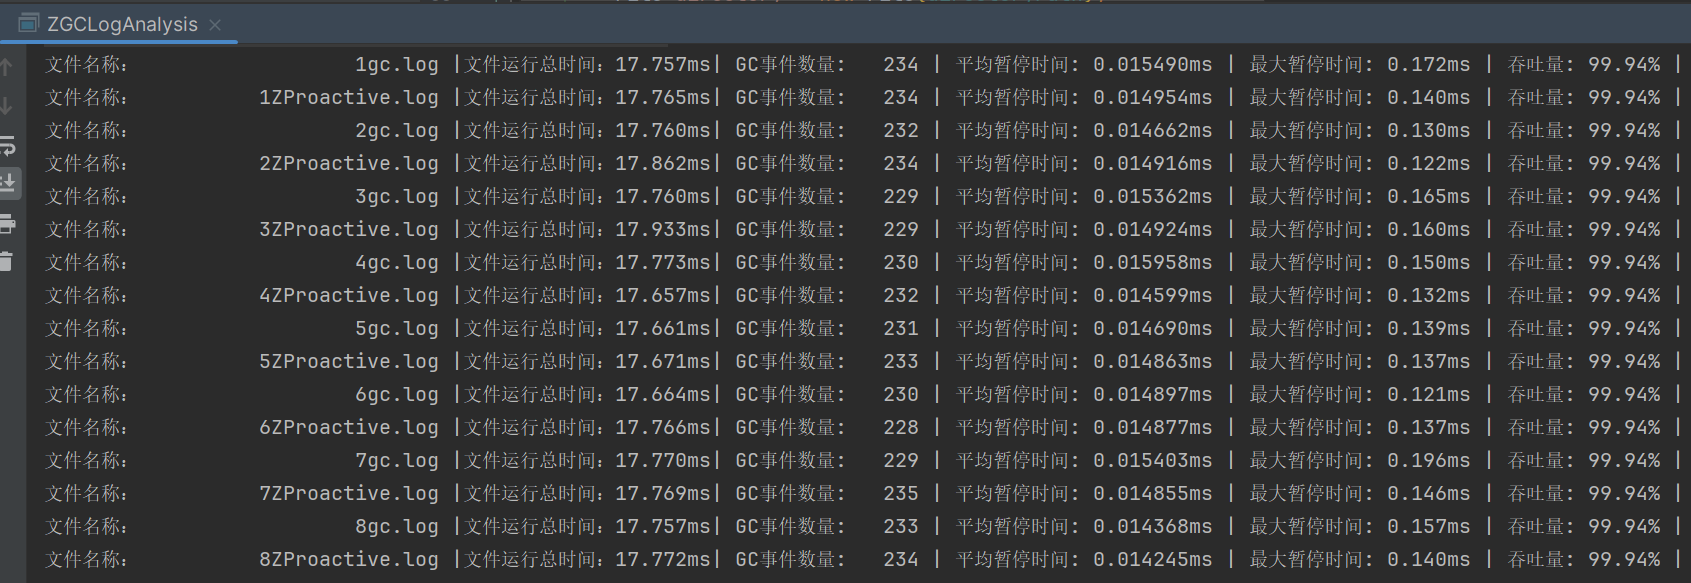 ZGCLogAnalysis
文件名称: 1gc.log |文件运行总时间: 17.757ms| GC事件数量: 234 | 平均暂停时间: 0.015490ms | 最大暂停时间: 0.172ms | 吞吐量: 99.94% |
文件名称: 1ZProactive.log |文件运行总时间: 17.765ms| GC事件数量: 234 | 平均暂停时间: 0.014954ms | 最大暂停时间: 0.140ms | 吞吐量: 99.94% |
文件名称: 2gc.log |文件运行总时间: 17.760ms| GC事件数量: 232 | 平均暂停时间: 0.014662ms | 最大暂停时间: 0.130ms | 吞吐量: 99.94% |
文件名称: 2ZProactive.log |文件运行总时间: 17.862ms| GC事件数量: 234 | 平均暂停时间: 0.014916ms | 最大暂停时间: 0.122ms | 吞吐量: 99.94% |
文件名称: 3gc.log |文件运行总时间: 17.760ms| GC事件数量: 229 | 平均暂停时间: 0.015362ms | 最大暂停时间: 0.165ms | 吞吐量: 99.94% |
文件名称: 3ZProactive.log |文件运行总时间: 17.933ms| GC事件数量: 229 | 平均暂停时间: 0.014924ms | 最大暂停时间: 0.160ms | 吞吐量: 99.94% |
文件名称: 4gc.log |文件运行总时间: 17.773ms| GC事件数量: 230 | 平均暂停时间: 0.015958ms | 最大暂停时间: 0.150ms | 吞吐量: 99.94% |
文件名称: 4ZProactive.log |文件运行总时间: 17.657ms| GC事件数量: 232 | 平均暂停时间: 0.014599ms | 最大暂停时间: 0.132ms | 吞吐量: 99.94% |
文件名称: 5gc.log |文件运行总时间: 17.661ms| GC事件数量: 231 | 平均暂停时间: 0.014690ms | 最大暂停时间: 0.139ms | 吞吐量: 99.94% |
文件名称: 5ZProactive.log |文件运行总时间: 17.671ms| GC事件数量: 233 | 平均暂停时间: 0.014863ms | 最大暂停时间: 0.137ms | 吞吐量: 99.94% |
文件名称: 6gc.log |文件运行总时间: 17.664ms| GC事件数量: 230 | 平均暂停时间: 0.014897ms | 最大暂停时间: 0.121ms | 吞吐量: 99.94% |
文件名称: 6ZProactive.log |文件运行总时间: 17.766ms| GC事件数量: 228 | 平均暂停时间: 0.014877ms | 最大暂停时间: 0.137ms | 吞吐量: 99.94% |
文件名称: 7gc.log |文件运行总时间: 17.770ms| GC事件数量: 229 | 平均暂停时间: 0.015403ms | 最大暂停时间: 0.196ms | 吞吐量: 99.94% |
文件名称: 7ZProactive.log |文件运行总时间: 17.769ms| GC事件数量: 235 | 平均暂停时间: 0.014855ms | 最大暂停时间: 0.146ms | 吞吐量: 99.94% |
文件名称: 8gc.log |文件运行总时间: 17.757ms| GC事件数量: 233 | 平均暂停时间: 0.014368ms | 最大暂停时间: 0.157ms | 吞吐量: 99.94% |
文件名称: 8ZProactive.log |文件运行总时间: 17.772ms| GC事件数量: 234 | 平均暂停时间: 0.014245ms | 最大暂停时间: 0.140ms | 吞吐量: 99.94% |